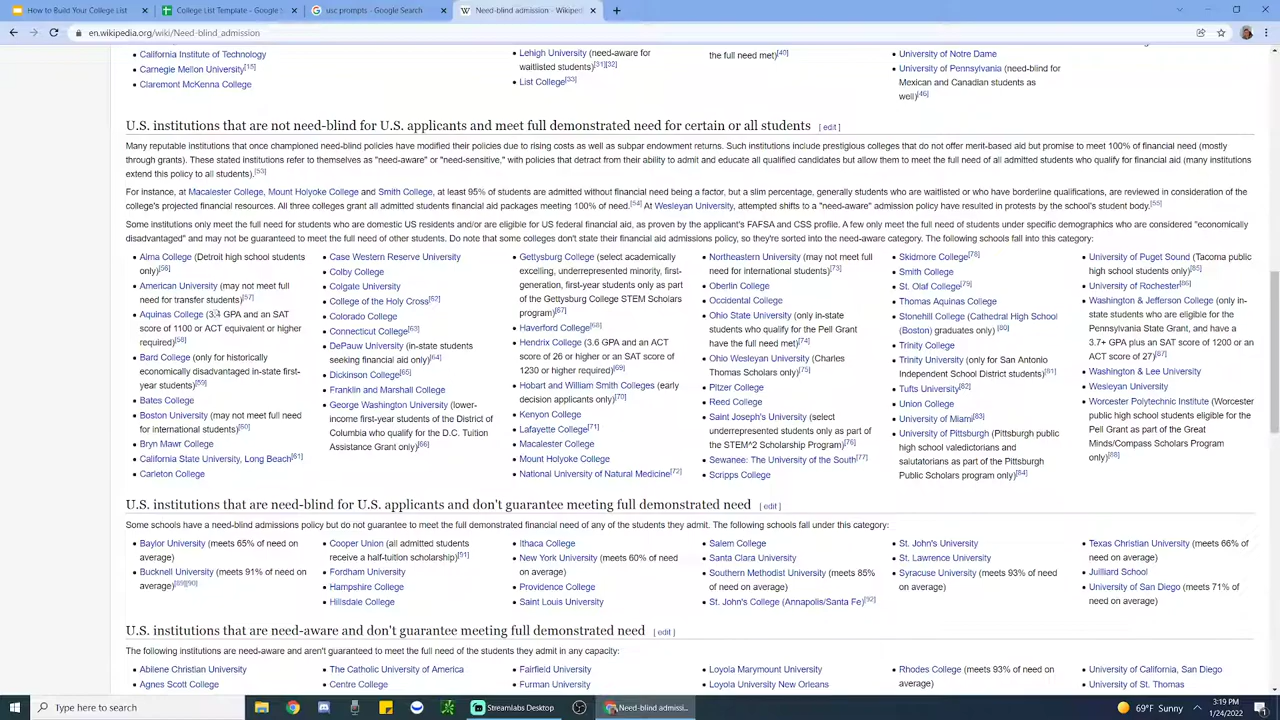 How to Build Your College List
College List Template - Google S
usc prompts - Google Search
Need-blind admission - Wikiped
en.wikipedia.org/wiki/Need-blind_admission
California Institute of Technology
Carnegie Mellon University[15]
Claremont McKenna College
Lehigh University (need-aware for
waitlisted students)[31][32]
List College[33]
the full need met)[40]
University of Notre Dame
University of Pennsylvania (need-blind for
Mexican and Canadian students as
well)[46]
U.S. institutions that are not need-blind for U.S. applicants and meet full demonstrated need for certain or all students [ edit ]
Many reputable institutions that once championed need-blind policies have modified their policies due to rising costs as well as subpar endowment returns. Such institutions include prestigious colleges that do not offer merit-based aid but promise to meet 100% of financial need (mostly
through grants). These stated institutions refer to themselves as "need-aware" or "need-sensitive," with policies that detract from their ability to admit and educate all qualified candidates but allow them to meet the full need of all admitted students who qualify for financial aid (many institutions
extend this policy to all students).[53]
For instance, at Macalester College, Mount Holyoke College and Smith College, at least 95% of students are admitted without financial need being a factor, but a slim percentage, generally students who are waitlisted or who have borderline qualifications, are reviewed in consideration of the
college's projected financial resources. All three colleges grant all admitted students financial aid packages meeting 100% of need.[54] At Wesleyan University, attempted shifts to a "need-aware" admission policy have resulted in protests by the school's student body.[55]
Some institutions only meet the full need for students who are domestic US residents and/or are eligible for US federal financial aid, as proven by the applicant's FAFSA and CSS profile. A few only meet the full need of students under specific demographics who are considered "economically
disadvantaged" and may not be guaranteed to meet the full need of other students. Do note that some colleges don't state their financial aid admissions policy, so they're sorted into the need-aware category. The following schools fall into this category:
Alma College (Detroit high school students
only)[56]
American University (may not meet full
need for transfer students)[57]
Aquinas College (3.4 GPA and an SAT
score of 1100 or ACT equivalent or higher
required)[58]
Bard College (only for historically
economically disadvantaged in-state first-
year students)[59]
Bates College
Boston University (may not meet full need
for international students)[60]
Bryn Mawr College
California State University, Long Beach[61]
Carleton College
Case Western Reserve University
Colby College
Colgate University
College of the Holy Cross[62]
Colorado College
Connecticut College[63]
DePauw University (in-state students
seeking financial aid only)[64]
Dickinson College[65]
Franklin and Marshall College
George Washington University (lower-
income first-year students of the District of
Columbia who qualify for the D.C. Tuition
Assistance Grant only)[66]
Gettysburg College (select academically
excelling, underrepresented minority, first-
generation, first-year students only as part
of the Gettysburg College STEM Scholars
program)[67]
Haverford College[68]
Hendrix College (3.6 GPA and an ACT
score of 26 or higher or an SAT score of
1230 or higher required)[69]
Hobart and William Smith Colleges (early
decision applicants only)[70]
Kenyon College
Lafayette College[71]
Macalester College
Mount Holyoke College
National University of Natural Medicine[72]
Northeastern University (may not meet full
need for international students)[73]
Oberlin College
Occidental College
Ohio State University (only in-state
students who qualify for the Pell Grant
have the full need met)[74]
Ohio Wesleyan University (Charles
Thomas Scholars only)[75]
Pitzer College
Reed College
Saint Joseph's University (select
underrepresented students only as part of
the STEM^2 Scholarship Program)[76]
Sewanee: The University of the South[77]
Scripps College
Skidmore College[78]
Smith College
St. Olaf College[79]
Thomas Aquinas College
Stonehill College (Cathedral High School
(Boston) graduates only) [80]
Trinity College
Trinity University (only for San Antonio
Independent School District students)[81]
Tufts University[82]
Union College
University of Miami[83]
University of Pittsburgh (Pittsburgh public
high school valedictorians and
salutatorians as part of the Pittsburgh
Public Scholars program only)[84]
University of Puget Sound (Tacoma public
high school students only)[85]
University of Rochester[86]
Washington & Jefferson College (only in-
state students who are eligible for the
Pennsylvania State Grant, and have a
3.7+ GPA plus an SAT score of 1200 or an
ACT score of 27)[87]
Washington & Lee University
Wesleyan University
Worcester Polytechnic Institute (Worcester
public high school students eligible for the
Pell Grant as part of the Great
Minds/Compass Scholars Program
only)[88]
U.S. institutions that are need-blind for U.S. applicants and don't guarantee meeting full demonstrated need [ edit ]
Some schools have a need-blind admissions policy but do not guarantee to meet the full demonstrated financial need of any of the students they admit. The following schools fall under this category:
Baylor University (meets 65% of need on
average)
Bucknell University (meets 91% of need on
average)[89][90]
Cooper Union (all admitted students
receive a half-tuition scholarship)[91]
Fordham University
Hampshire College
Hillsdale College
Ithaca College
New York University (meets 60% of need
on average)
Providence College
Saint Louis University
Salem College
Santa Clara University
Southern Methodist University (meets 85%
of need on average)
St. John's College (Annapolis/Santa Fe)[92]
St. John's University
St. Lawrence University
Syracuse University (meets 93% of need
on average)
Texas Christian University (meets 66% of
need on average)
Juilliard School
University of San Diego (meets 71% of
need on average)
U.S. institutions that are need-aware and don't guarantee meeting full demonstrated need [ edit ]
The following institutions are need-aware and aren't guaranteed to meet the full need of the students they admit in any capacity:
Abilene Christian University
Agnes Scott College
The Catholic University of America
Centre College
Fairfield University
Furman University
Loyola Marymount University
Loyola University New Orleans
Rhodes College (meets 93% of need on
average)
University of California, San Diego
University of St. Thomas
Type here to search
Streamlabs Desktop
Need-blind admissi...
69°F Sunny
3:19 PM
1/24/2022